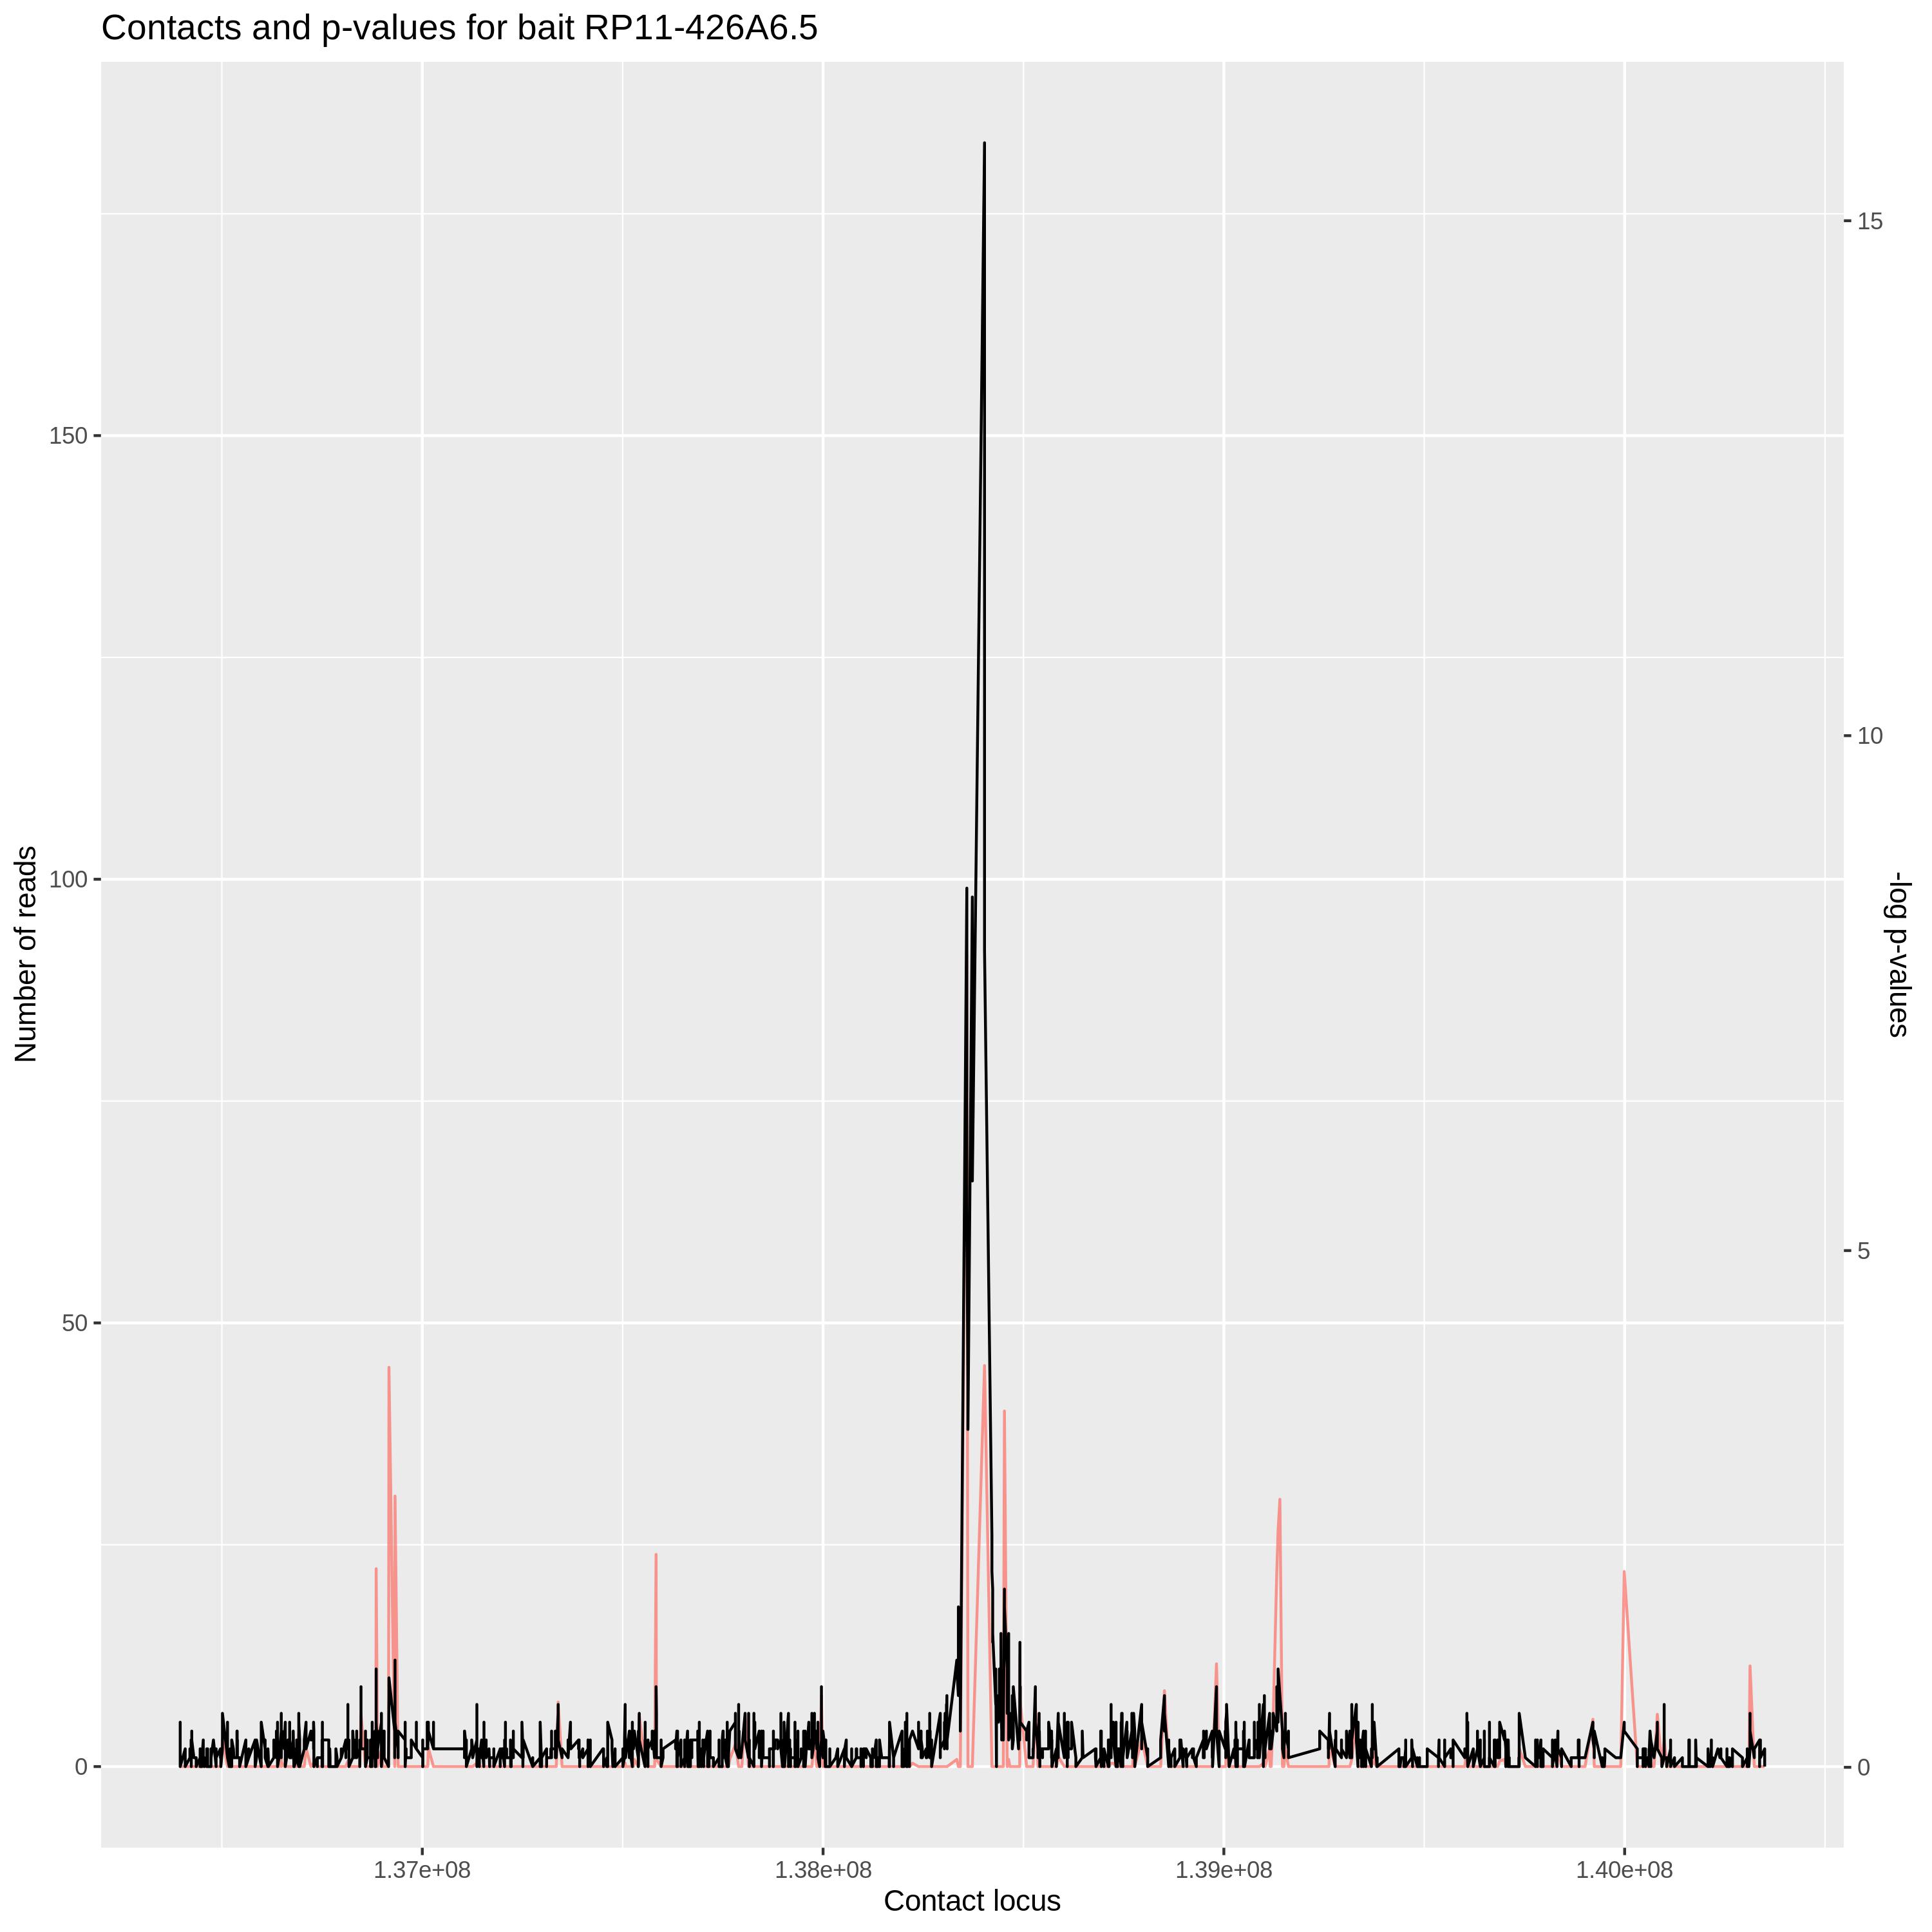 Contacts and p-values for bait RP11-426A6.5
Number of reads
150
100
50
0
15
10
5
0
-log p-values
1.37e+08 1.38e+08 1.39e+08 1.40e+08
Contact locus